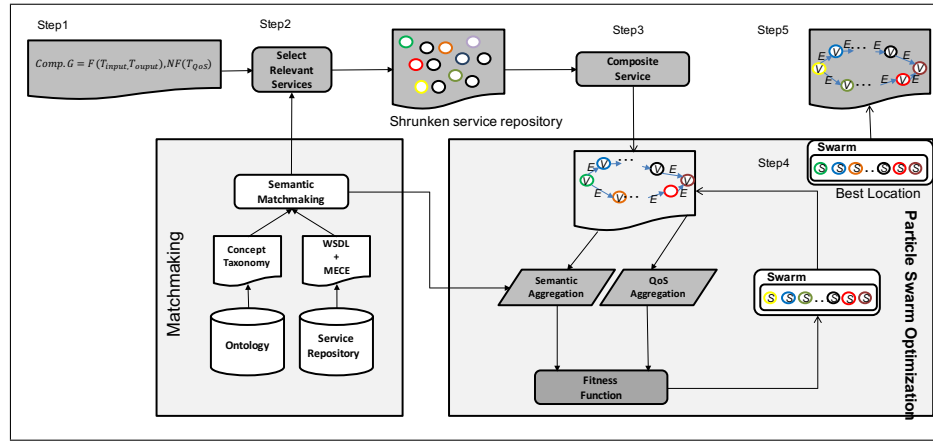 Step1
Step2
Step3
Step5
Comp.G = F(T_input,T_ouput),NF(T_QoS)
Select
Relevant
Services
Composite
Service
E E
V ... V
V V
V ... V
E E
Shrunken service repository
Step4
Swarm
S S S .. S S S
Best Location
E E
V ... V
V V
V ...
E E E
Semantic
Matchmaking
Matchmaking
Concept
Taxonomy
WSDL
+
MECE
Ontology
Service
Repository
Semantic
Aggregation
QoS
Aggregation
Swarm
S S S .. S S S
Fitness
Function
Particle Swarm Optimization